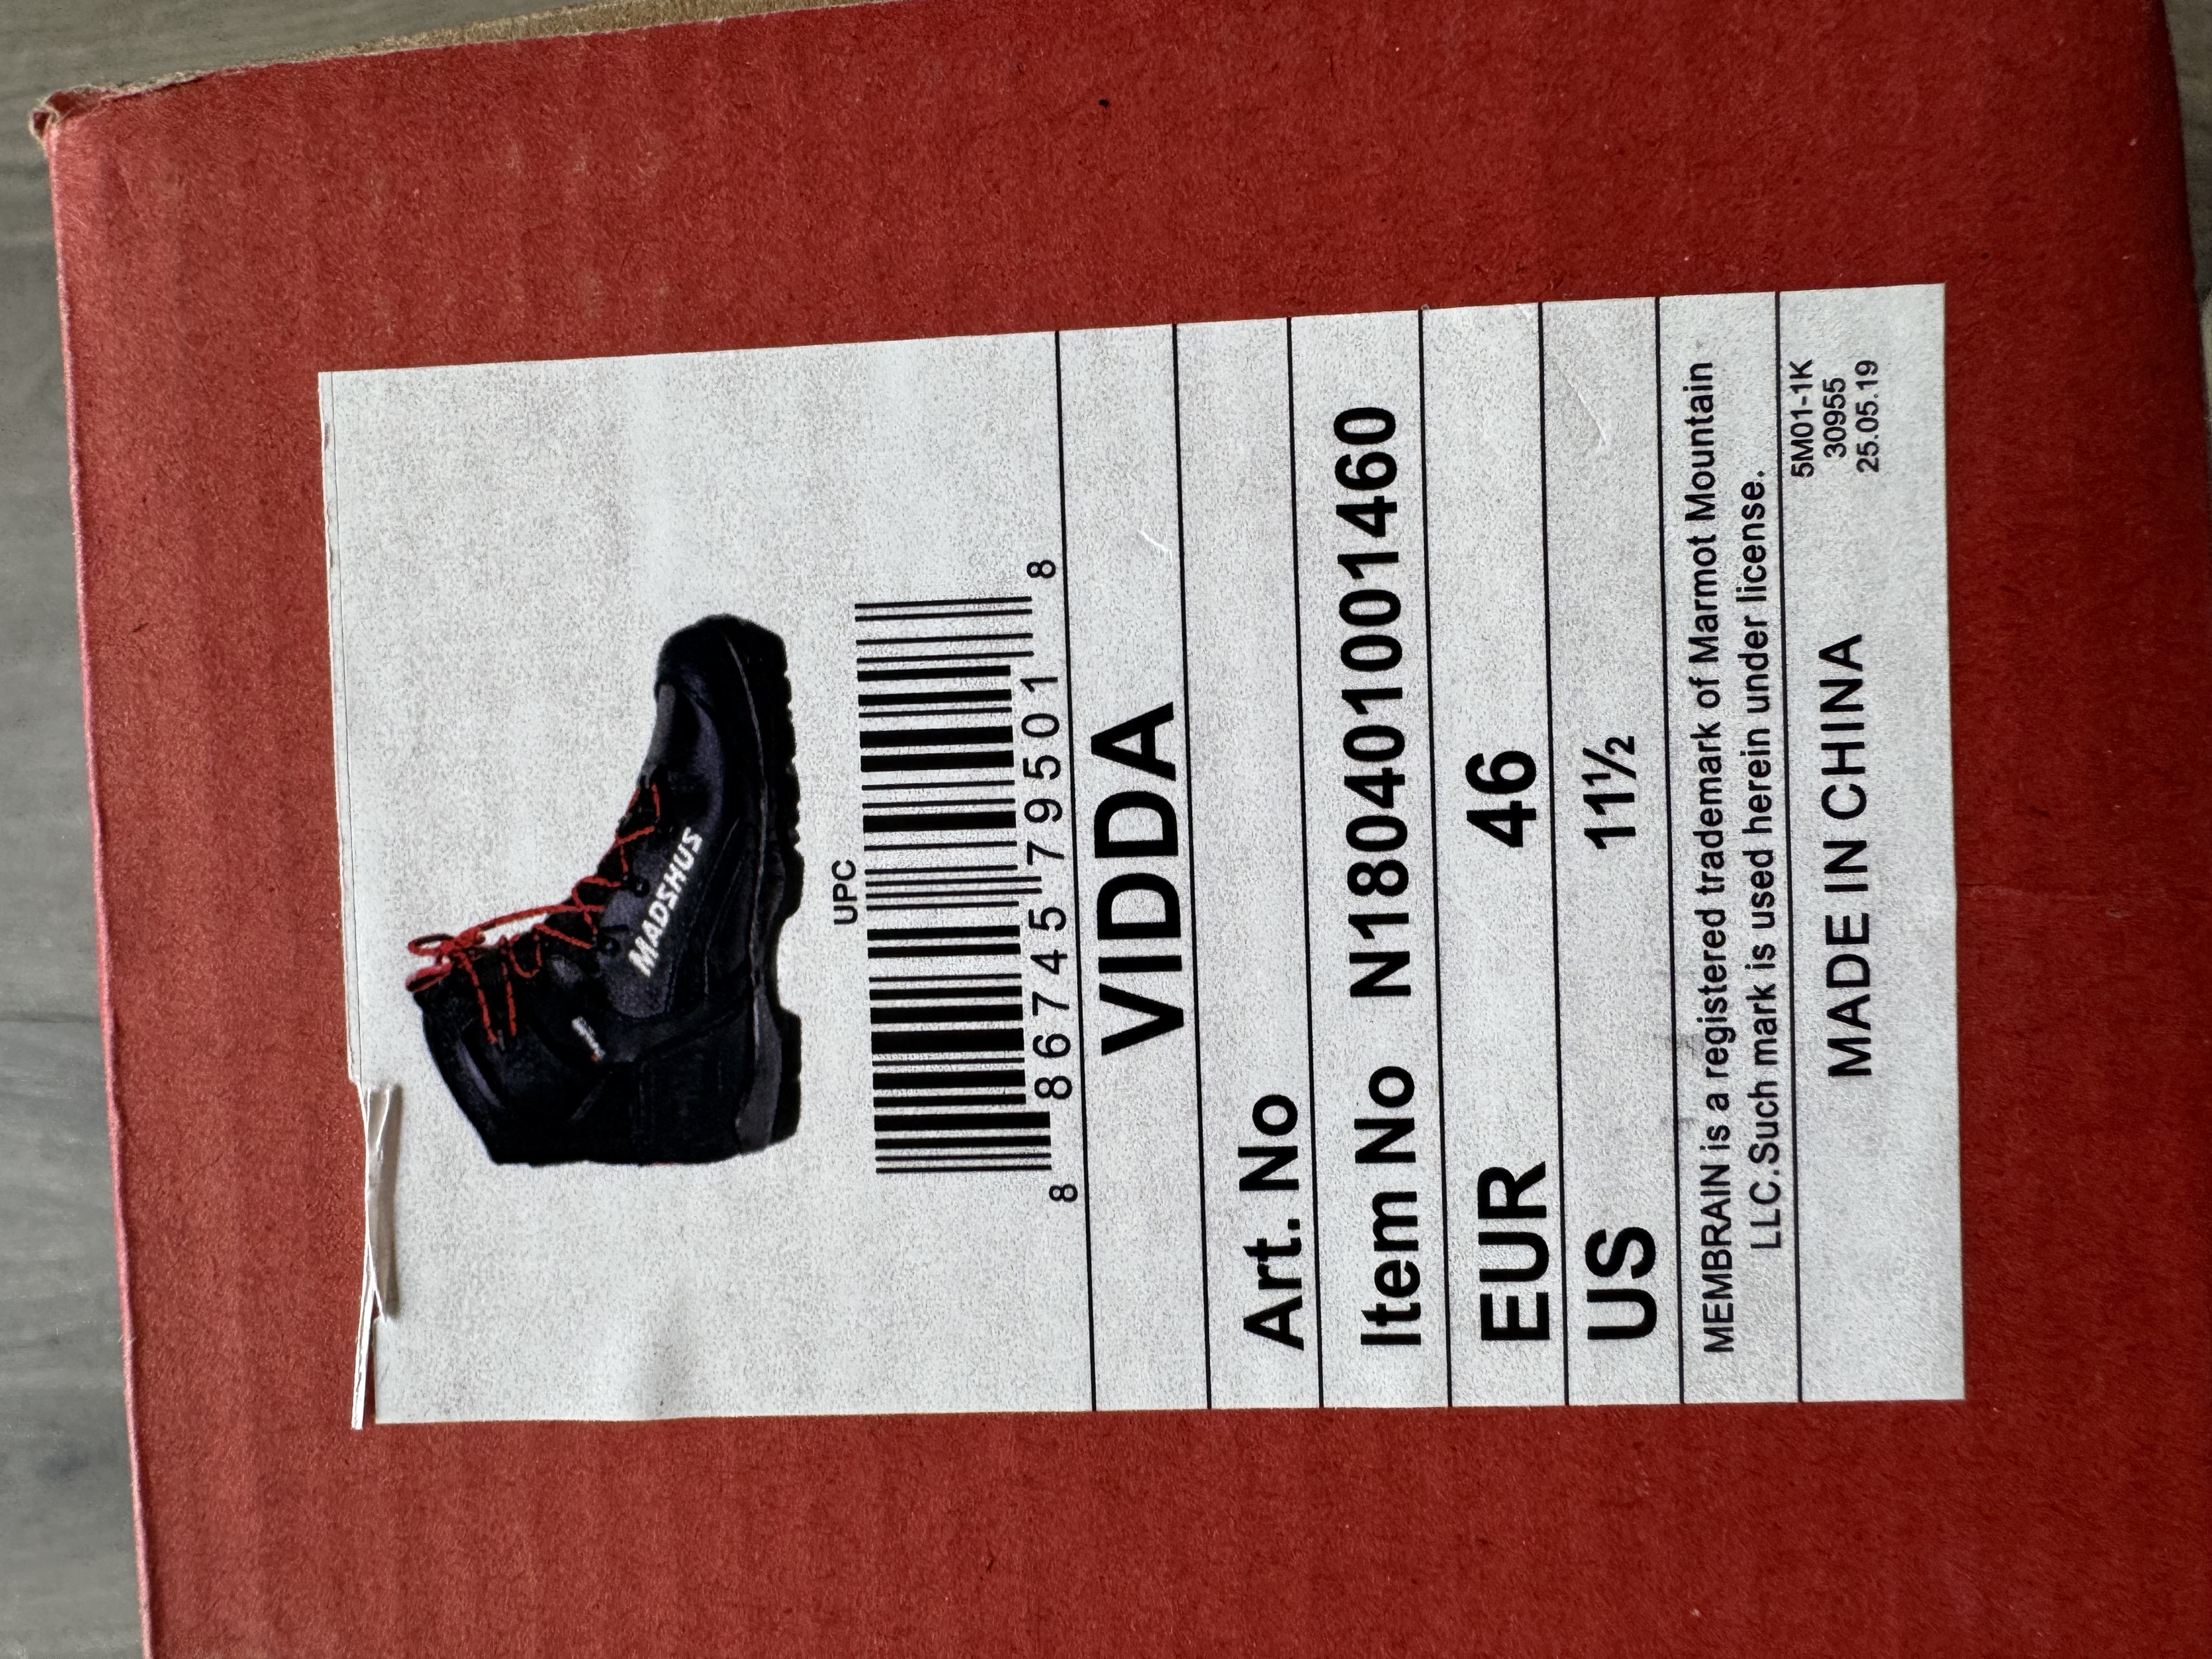 MADSHUS
UPC
8 86745 79501 8
VIDDA
Art. No
Item No N180401001460
EUR 46
US 11½
MEMBRAIN is a registered trademark of Marmot Mountain
LLC.Such mark is used herein under license.
MADE IN CHINA
5M01-1K
30955
25.05.19